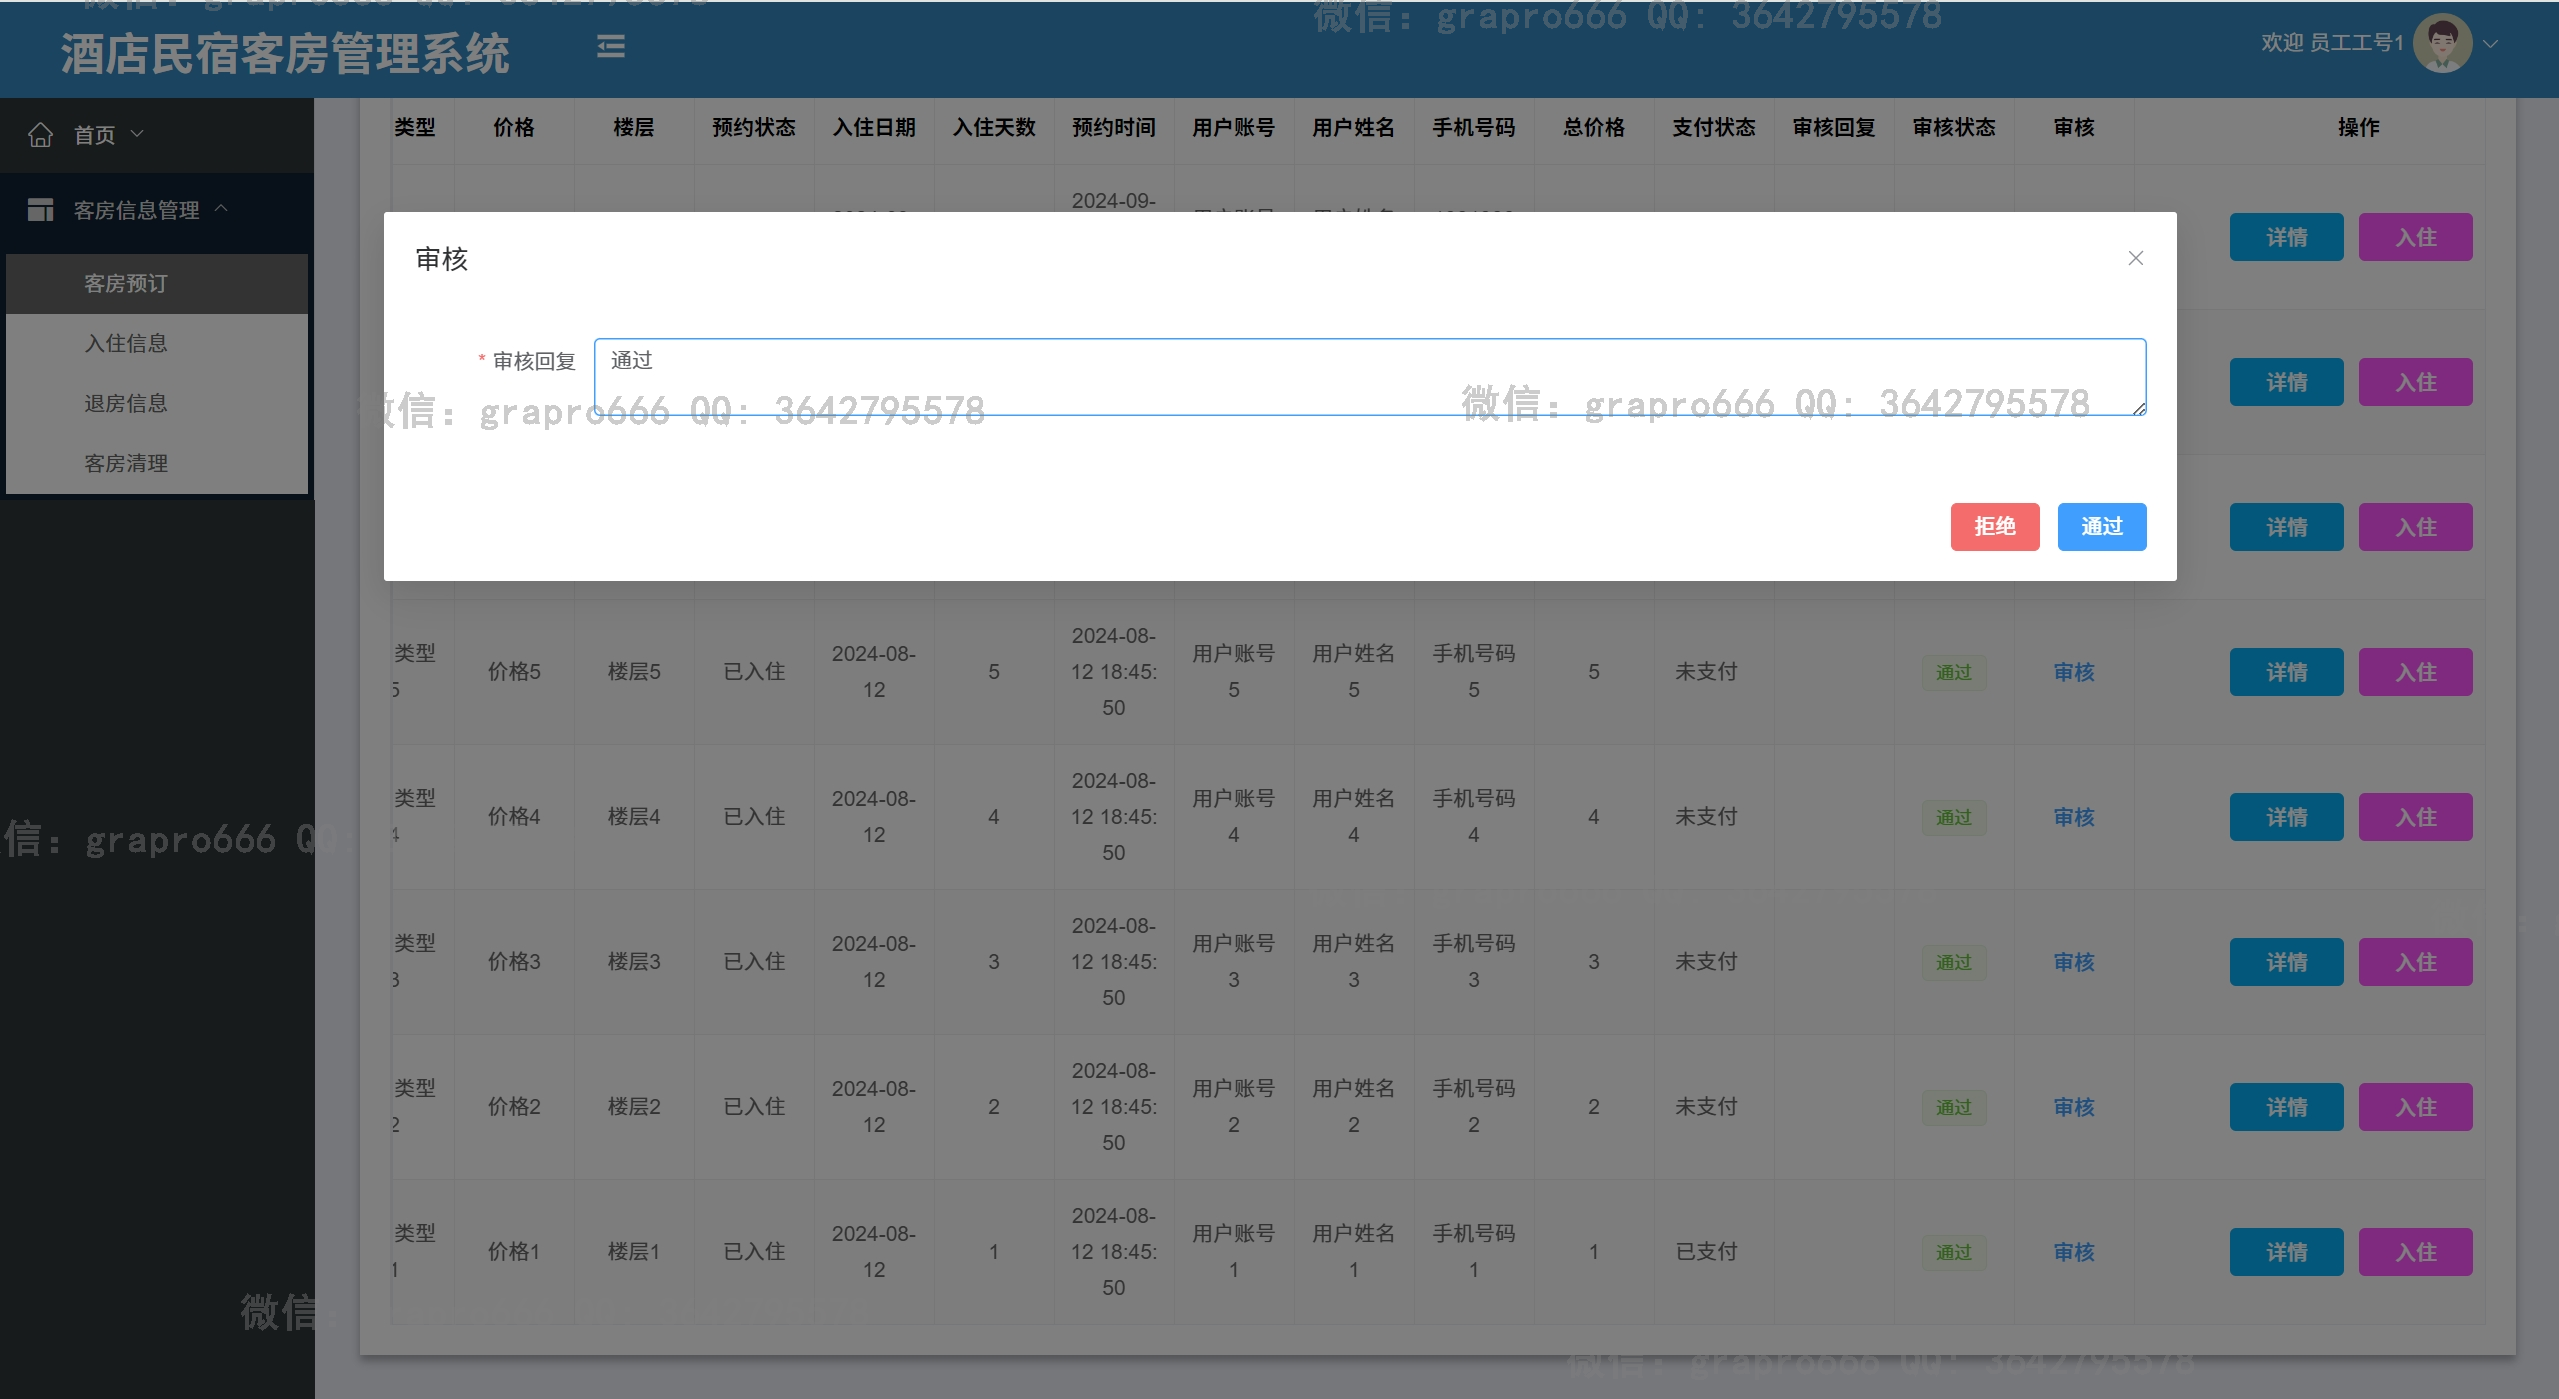 微信: grapro666 QQ: 3642795578
酒店民宿客房管理系统
欢迎 员工工号1
首页
客房信息管理
客房预订
入住信息
退房信息
客房清理
类型 价格 楼层 预约状态 入住日期 入住天数 预约时间 用户账号 用户姓名 手机号码 总价格 支付状态 审核回复 审核状态 审核 操作
2024-09-
详情 入住
审核
* 审核回复 通过
微信: grapro666 QQ: 3642795578
微信: grapro666 QQ: 3642795578
详情 入住
拒绝 通过
详情 入住
类型5 价格5 楼层5 已入住 2024-08-12 5 2024-08-12 18:45:50 用户账号5 用户姓名5 手机号码5 5 未支付 通过 审核 详情 入住
类型4 价格4 楼层4 已入住 2024-08-12 4 2024-08-12 18:45:50 用户账号4 用户姓名4 手机号码4 4 未支付 通过 审核 详情 入住
信: grapro666 QQ:
类型3 价格3 楼层3 已入住 2024-08-12 3 2024-08-12 18:45:50 用户账号3 用户姓名3 手机号码3 3 未支付 通过 审核 详情 入住
类型2 价格2 楼层2 已入住 2024-08-12 2 2024-08-12 18:45:50 用户账号2 用户姓名2 手机号码2 2 未支付 通过 审核 详情 入住
类型1 价格1 楼层1 已入住 2024-08-12 1 2024-08-12 18:45:50 用户账号1 用户姓名1 手机号码1 1 已支付 通过 审核 详情 入住
微信:
微信: grapro666 QQ: 3642795578